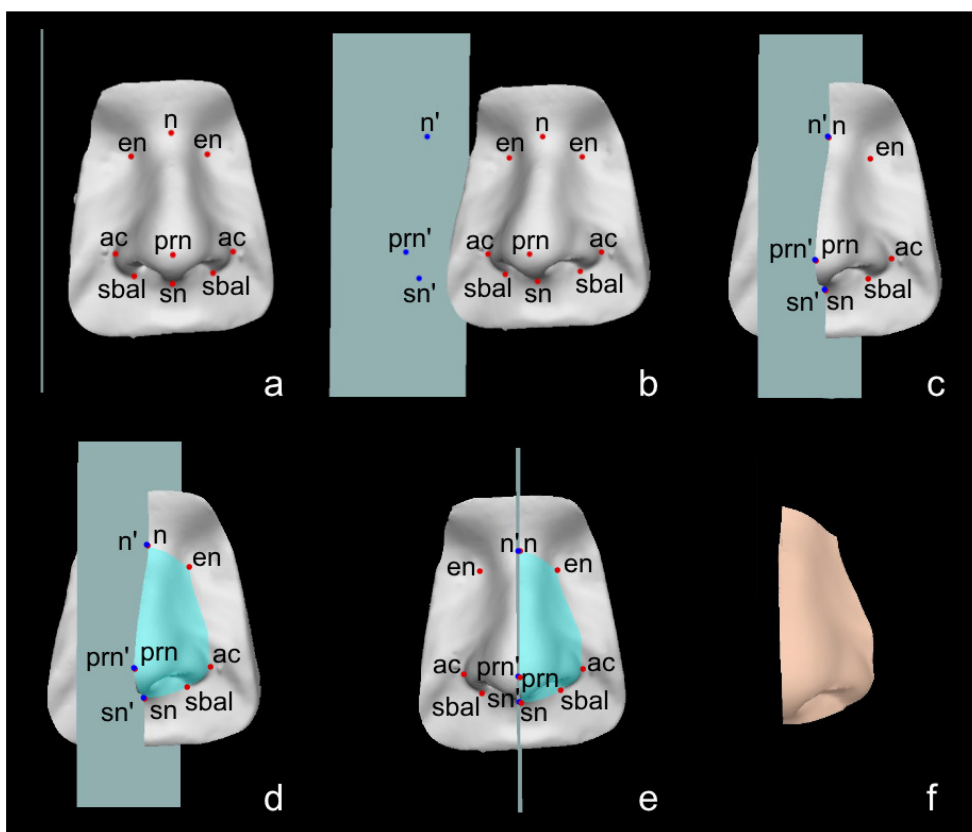 n
en en
ac prn ac
sbal sn sbal
a
n' n
en en
prn' ac prn ac
sn' sbal sn sbal
b
n' n
en
prn' prn ac
sn' sn sbal
c
n' n
en
prn' prn ac
sn' sn sbal
d
n' n
en en
ac prn' prn ac
sbal sn' sn sbal
e
f